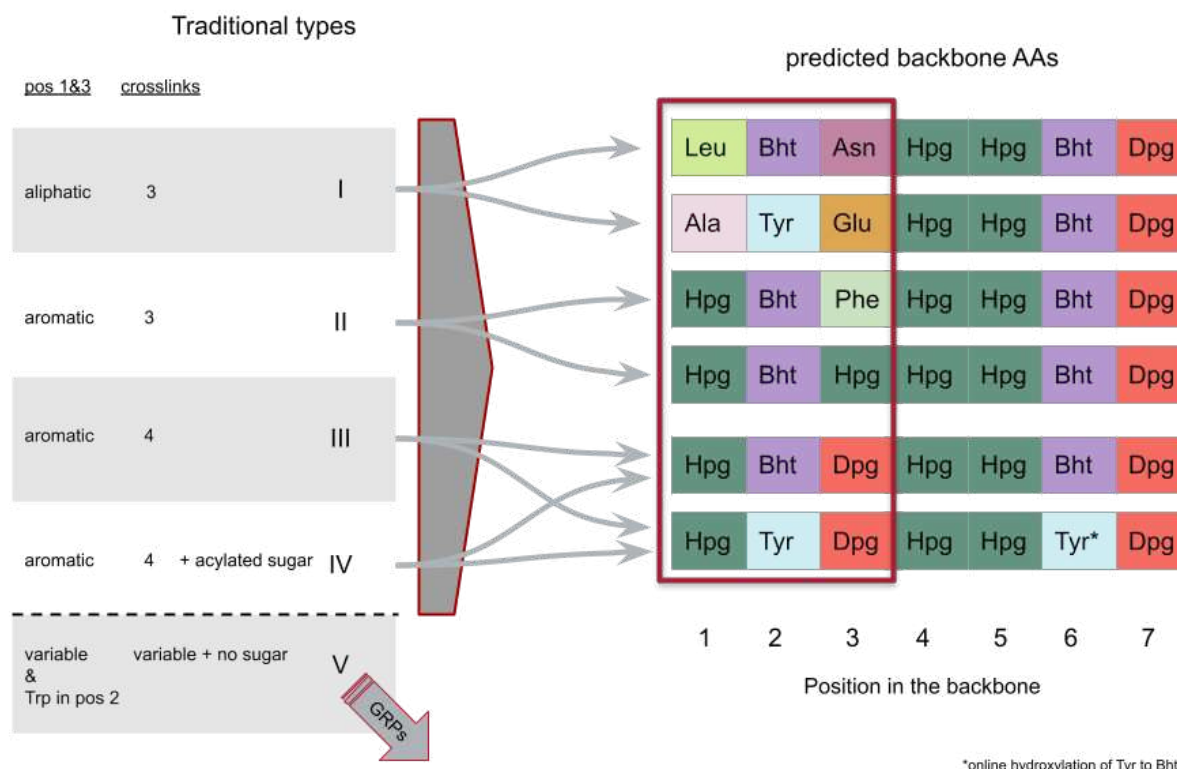 Traditional types
pos 1&3 crosslinks
aliphatic 3 I
aromatic 3 II
aromatic 4 III
aromatic 4 + acylated sugar IV
variable variable + no sugar V
&
Trp in pos 2
GRPs
predicted backbone AAs
Leu Bht Asn Hpg Hpg Bht Dpg
Ala Tyr Glu Hpg Hpg Bht Dpg
Hpg Bht Phe Hpg Hpg Bht Dpg
Hpg Bht Hpg Hpg Hpg Bht Dpg
Hpg Bht Dpg Hpg Hpg Bht Dpg
Hpg Tyr Dpg Hpg Hpg Tyr* Dpg
1 2 3 4 5 6 7
Position in the backbone
*online hydroxylation of Tyr to Bht